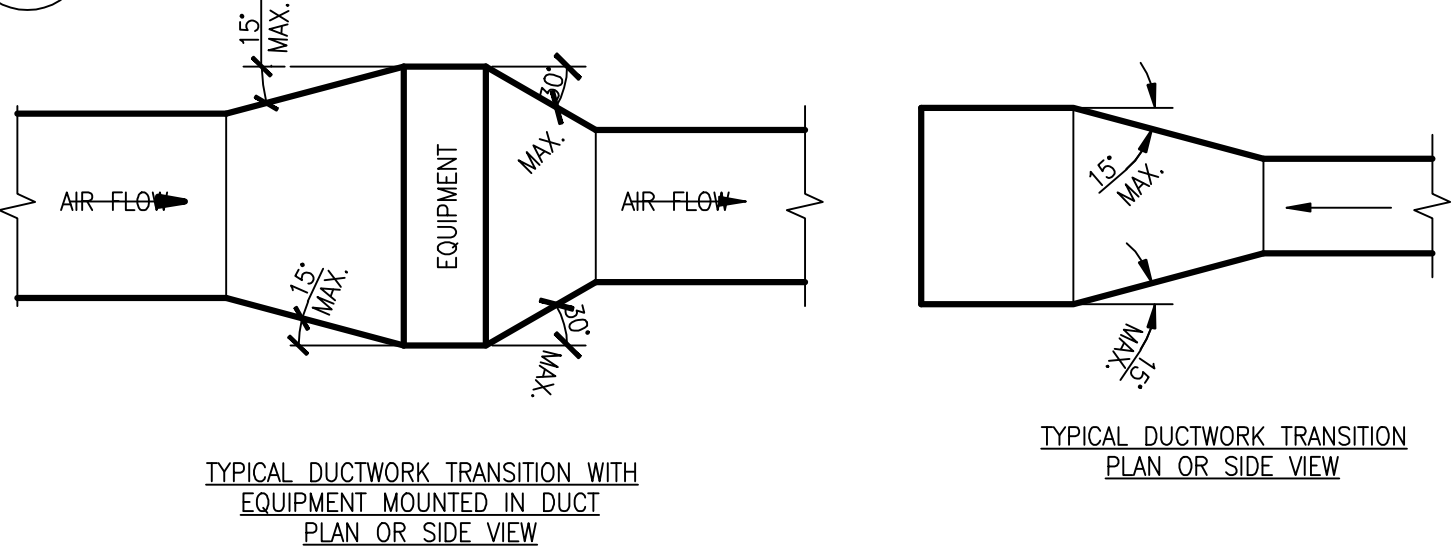 15°
MAX.
30°
MAX.
AIR FLOW
EQUIPMENT
AIR FLOW
15°
MAX.
30°
MAX.
TYPICAL DUCTWORK TRANSITION WITH
EQUIPMENT MOUNTED IN DUCT
PLAN OR SIDE VIEW
15°
MAX.
15°
MAX.
TYPICAL DUCTWORK TRANSITION
PLAN OR SIDE VIEW